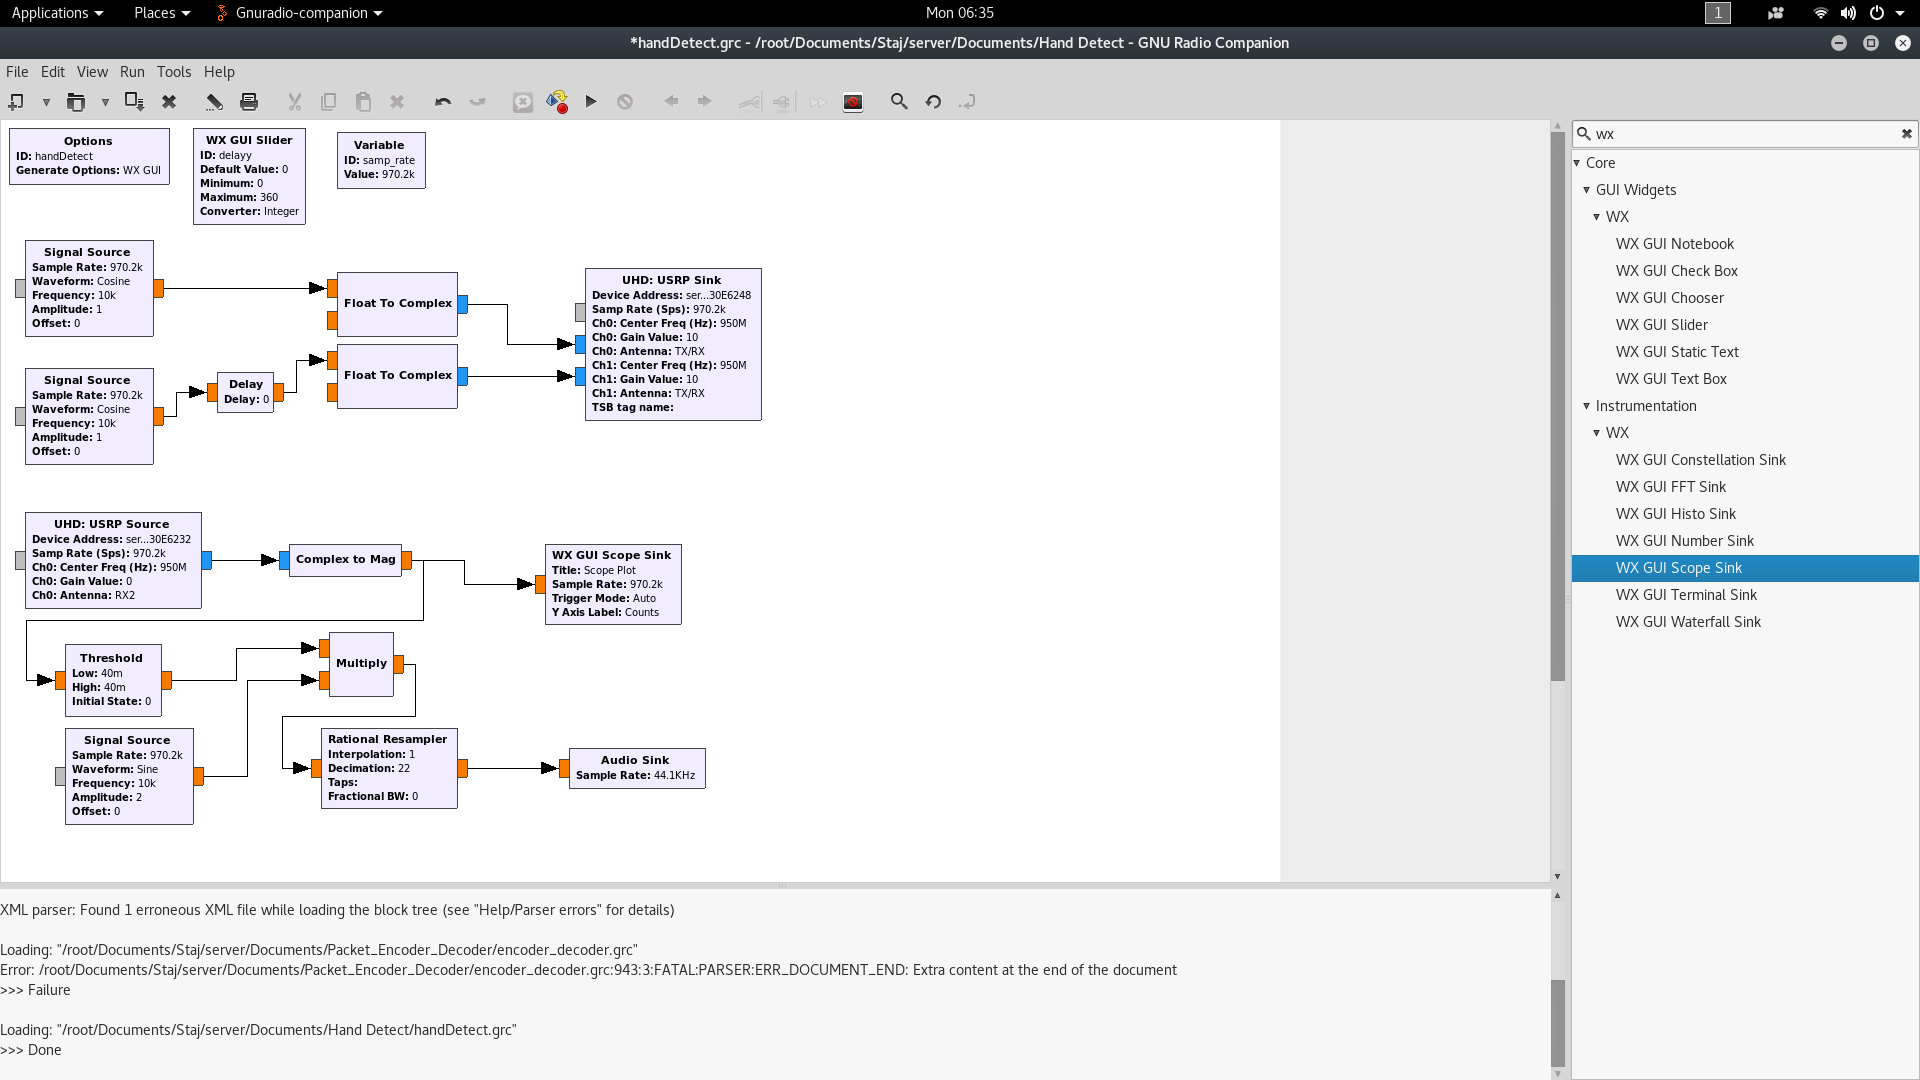 Applications Places Gnuradio-companion Mon 06:35 1
*handDetect.grc - /root/Documents/Staj/server/Documents/Hand Detect - GNU Radio Companion
File Edit View Run Tools Help
Options
ID: handDetect
Generate Options: WX GUI
WX GUI Slider
ID: delayy
Default Value: 0
Minimum: 0
Maximum: 360
Converter: Integer
Variable
ID: samp_rate
Value: 970.2k
Signal Source
Sample Rate: 970.2k
Waveform: Cosine
Frequency: 10k
Amplitude: 1
Offset: 0
Float To Complex
UHD: USRP Sink
Device Address: ser...30E6248
Samp Rate (Sps): 970.2k
Ch0: Center Freq (Hz): 950M
Ch0: Gain Value: 10
Ch0: Antenna: TX/RX
Ch1: Center Freq (Hz): 950M
Ch1: Gain Value: 10
Ch1: Antenna: TX/RX
TSB tag name:
Signal Source
Sample Rate: 970.2k
Waveform: Cosine
Frequency: 10k
Amplitude: 1
Offset: 0
Delay
Delay: 0
Float To Complex
UHD: USRP Source
Device Address: ser...30E6232
Samp Rate (Sps): 970.2k
Ch0: Center Freq (Hz): 950M
Ch0: Gain Value: 0
Ch0: Antenna: RX2
Complex to Mag
WX GUI Scope Sink
Title: Scope Plot
Sample Rate: 970.2k
Trigger Mode: Auto
Y Axis Label: Counts
Threshold
Low: 40m
High: 40m
Initial State: 0
Multiply
Signal Source
Sample Rate: 970.2k
Waveform: Sine
Frequency: 10k
Amplitude: 2
Offset: 0
Rational Resampler
Interpolation: 1
Decimation: 22
Taps:
Fractional BW: 0
Audio Sink
Sample Rate: 44.1KHz
wx
Core
GUI Widgets
WX
WX GUI Notebook
WX GUI Check Box
WX GUI Chooser
WX GUI Slider
WX GUI Static Text
WX GUI Text Box
Instrumentation
WX
WX GUI Constellation Sink
WX GUI FFT Sink
WX GUI Histo Sink
WX GUI Number Sink
WX GUI Scope Sink
WX GUI Terminal Sink
WX GUI Waterfall Sink
XML parser: Found 1 erroneous XML file while loading the block tree (see "Help/Parser errors" for details)
Loading: "/root/Documents/Staj/server/Documents/Packet_Encoder_Decoder/encoder_decoder.grc"
Error: /root/Documents/Staj/server/Documents/Packet_Encoder_Decoder/encoder_decoder.grc:943:3:FATAL:PARSER:ERR_DOCUMENT_END: Extra content at the end of the document
>>> Failure
Loading: "/root/Documents/Staj/server/Documents/Hand Detect/handDetect.grc"
>>> Done